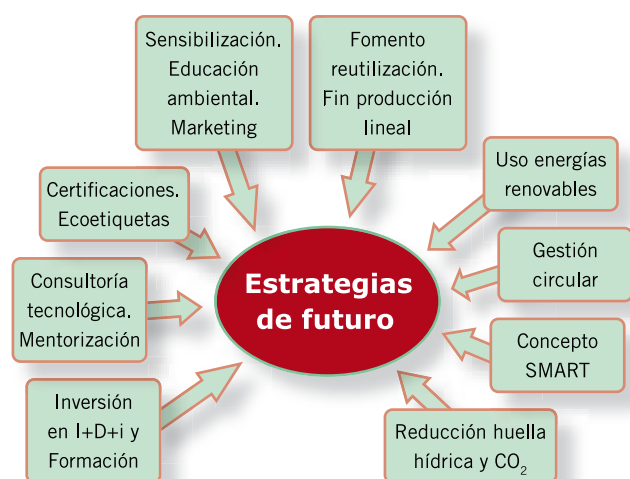 Sensibilización.
Educación
ambiental.
Marketing
Fomento
reutilización.
Fin producción
lineal
Uso energías
renovables
Certificaciones.
Ecoetiquetas
Gestión
circular
Estrategias
de futuro
Consultoría
tecnológica.
Mentorización
Concepto
SMART
Inversión
en I+D+i y
Formación
Reducción huella
hídrica y CO₂